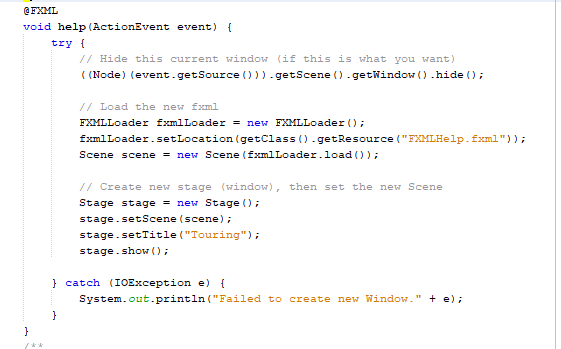 @FXML
void help(ActionEvent event) {
try {
// Hide this current window (if this is what you want)
((Node)(event.getSource())).getScene().getWindow().hide();
// Load the new fxml
FXMLLoader fxmlLoader = new FXMLLoader();
fxmlLoader.setLocation(getClass().getResource("FXMLHelp.fxml"));
Scene scene = new Scene(fxmlLoader.load());
// Create new stage (window), then set the new Scene
Stage stage = new Stage();
stage.setScene(scene);
stage.setTitle("Touring");
stage.show();
} catch (IOException e) {
System.out.println("Failed to create new Window." + e);
}
}
/**